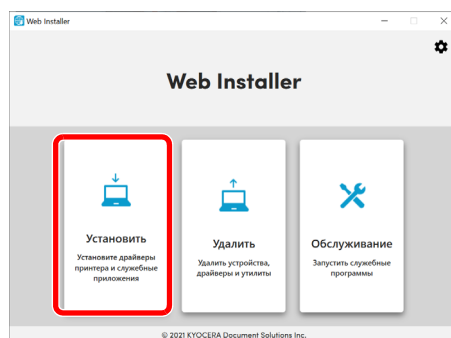 Web Installer
Web Installer
Установить
Установите драйверы
принтера и служебные
приложения
Удалить
Удалить устройства,
драйверы и утилиты
Обслуживание
Запустить служебные
программы
© 2021 KYOCERA Document Solutions Inc.